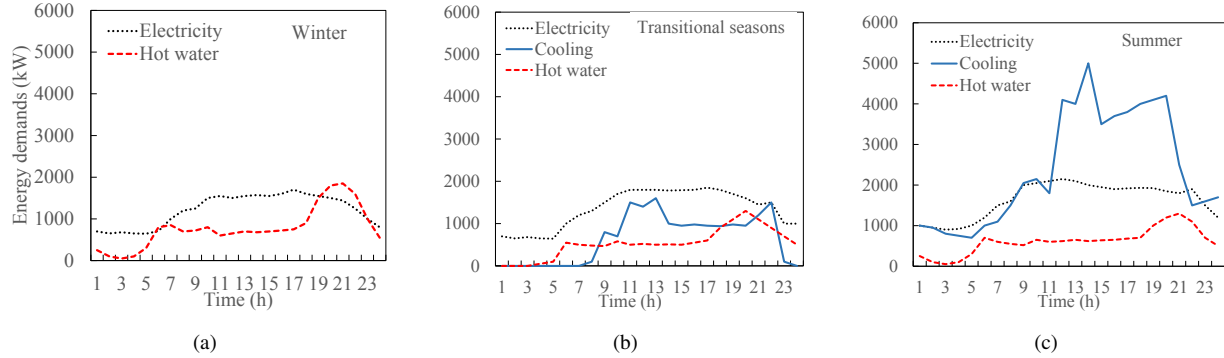 Energy demands (kW)
6000
5000
4000
3000
2000
1000
0
Electricity
Hot water
Winter
1 3 5 7 9 11 13 15 17 19 21 23
Time (h)
(a)
6000
5000
4000
3000
2000
1000
0
Electricity
Cooling
Hot water
Transitional seasons
1 3 5 7 9 11 13 15 17 19 21 23
Time (h)
(b)
6000
5000
4000
3000
2000
1000
0
Electricity
Cooling
Hot water
Summer
1 3 5 7 9 11 13 15 17 19 21 23
Time (h)
(c)